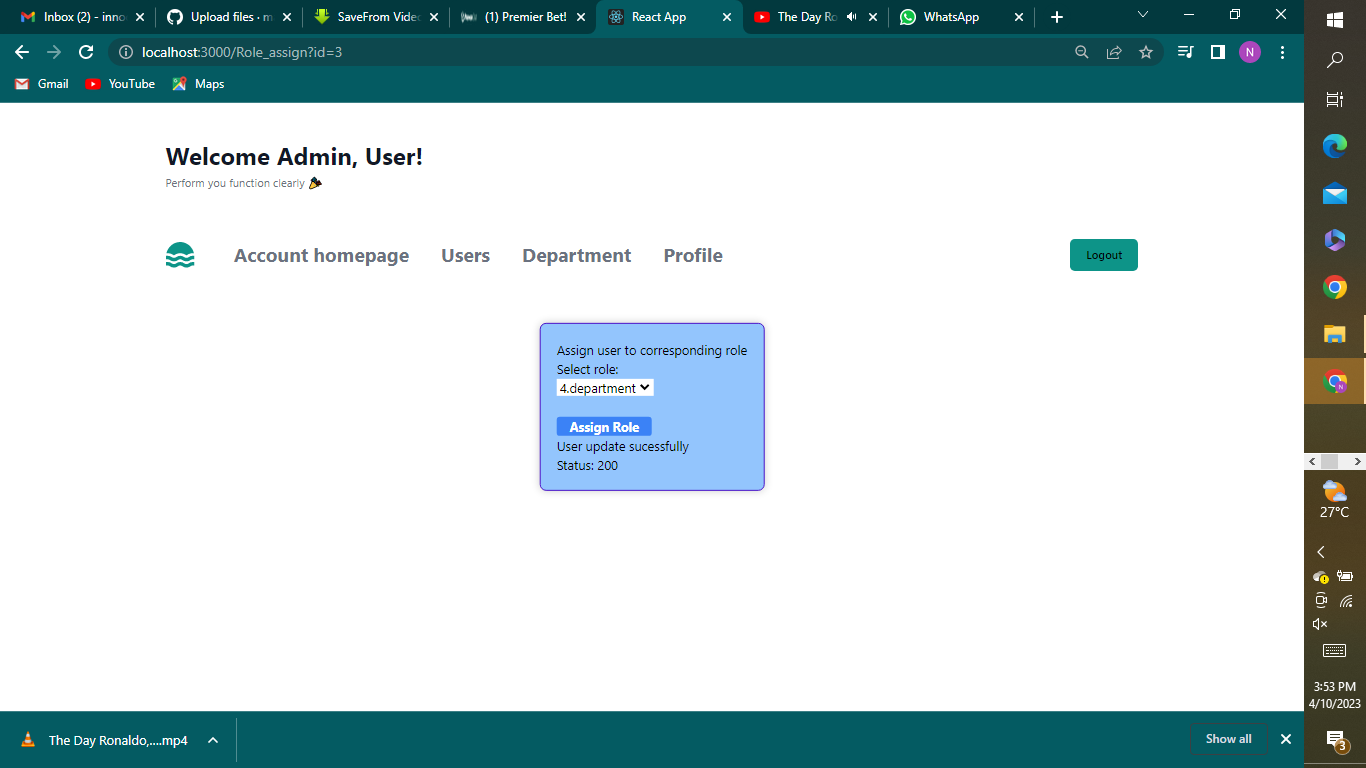 Inbox (2) - inno
Upload files · m
SaveFrom Video
(1) Premier Bet!
React App
The Day Ro
WhatsApp
localhost:3000/Role_assign?id=3
N
Gmail
YouTube
Maps
Welcome Admin, User!
Perform you function clearly
Account homepage
Users
Department
Profile
Logout
Assign user to corresponding role
Select role:
4.department
Assign Role
User update sucessfully
Status: 200
27°C
3:53 PM
4/10/2023
3
The Day Ronaldo,....mp4
Show all